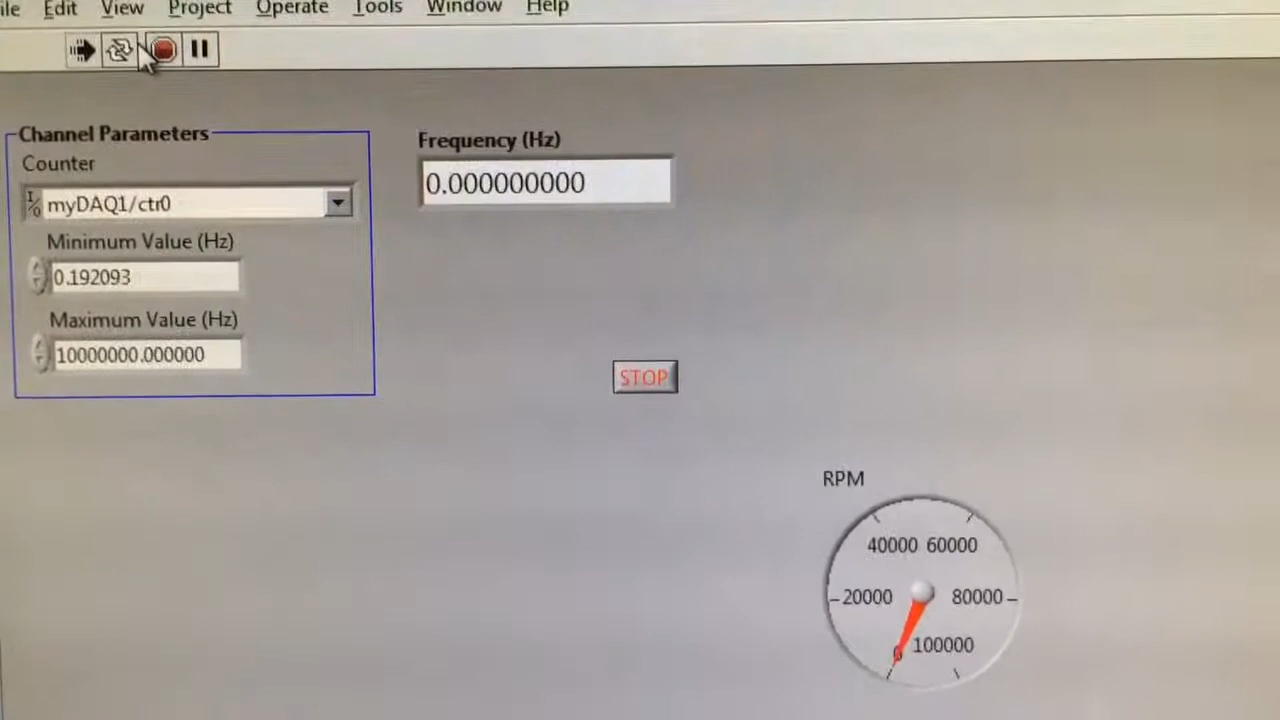 ile Edit View Project Operate Tools Window Help
Channel Parameters
Counter
I/O myDAQ1/ctr0
Minimum Value (Hz)
0.192093
Maximum Value (Hz)
10000000.000000
Frequency (Hz)
0.000000000
STOP
RPM
40000 60000
20000 80000
0 100000